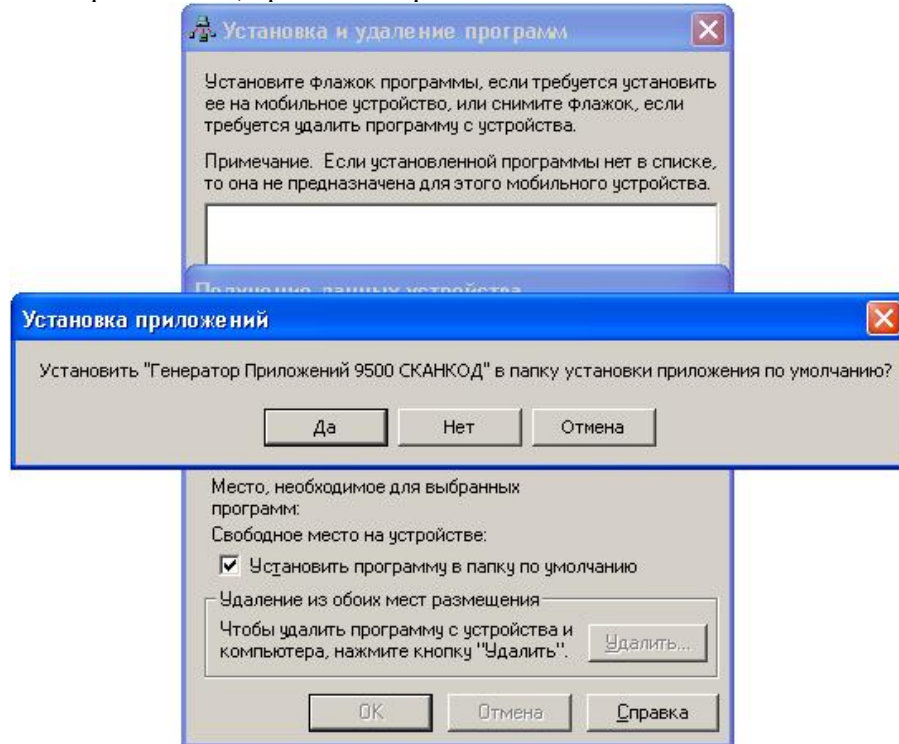 Установка и удаление программ
Установите флажок программы, если требуется установить
ее на мобильное устройство, или снимите флажок, если
требуется удалить программу с устройства.
Примечание. Если установленной программы нет в списке,
то она не предназначена для этого мобильного устройства.
Получение данных устройства
Установка приложений
Установить "Генератор Приложений 9500 СКАНКОД" в папку установки приложения по умолчанию?
Да Нет Отмена
Место, необходимое для выбранных
программ:
Свободное место на устройстве:
Установить программу в папку по умолчанию
Удаление из обоих мест размещения
Чтобы удалить программу с устройства и
компьютера, нажмите кнопку "Удалить".
Удалить...
OK Отмена Справка